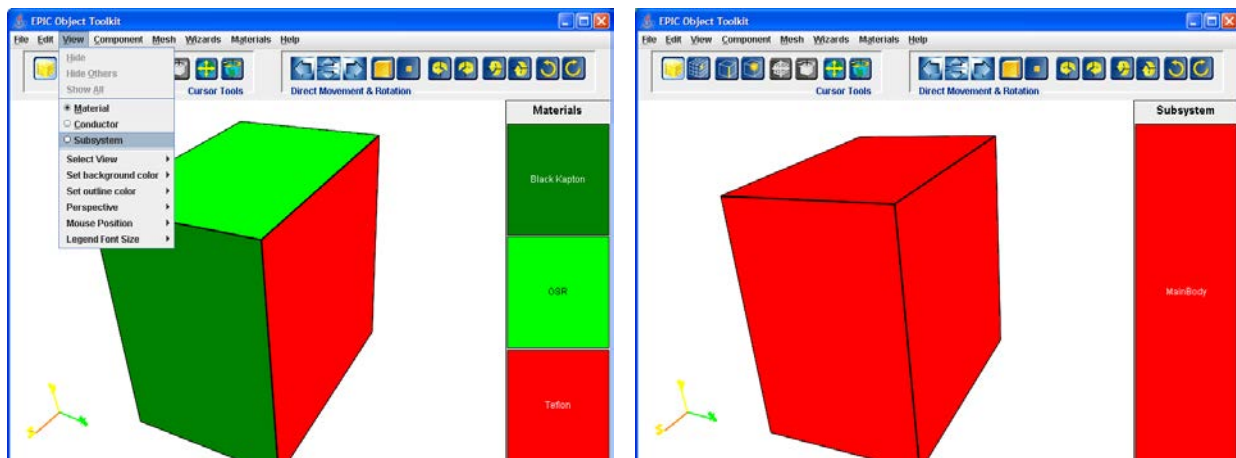 EPIC Object Toolkit
File Edit View Component Mesh Wizards Materials Help
Hide
Hide Others
Show All
Material
Conductor
Subsystem
Select View
Set background color
Set outline color
Perspective
Mouse Position
Legend Font Size
Cursor Tools
Direct Movement & Rotation
Materials
Black Kapton
OSR
Teflon
EPIC Object Toolkit
File Edit View Component Mesh Wizards Materials Help
Cursor Tools
Direct Movement & Rotation
Subsystem
MainBody